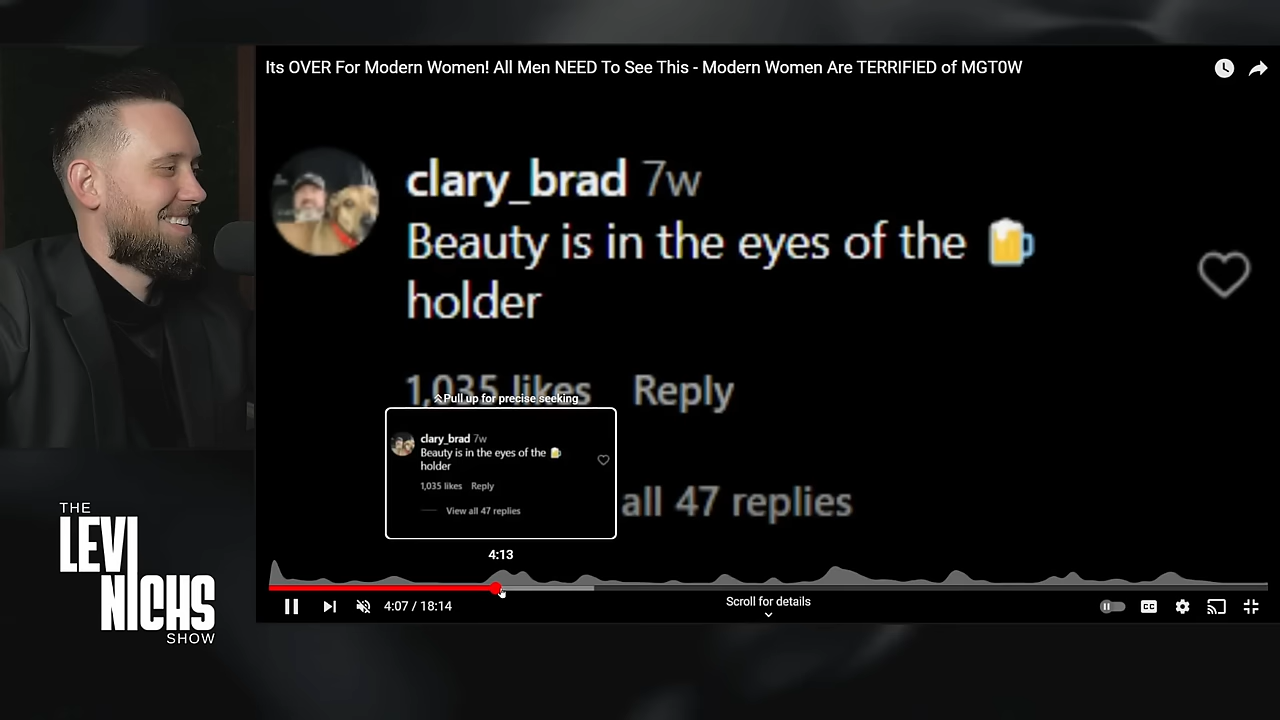 Its OVER For Modern Women! All Men NEED To See This - Modern Women Are TERRIFIED of MGT0W
clary_brad 7w
Beauty is in the eyes of the 🍺
holder
1,035 likes Reply
Pull up for precise seeking
clary_brad 7w
Beauty is in the eyes of the 🍺
holder
1,035 likes Reply
View all 47 replies
all 47 replies
4:13
4:07 / 18:14
Scroll for details
CC
THE
LEVI
NICHS
SHOW